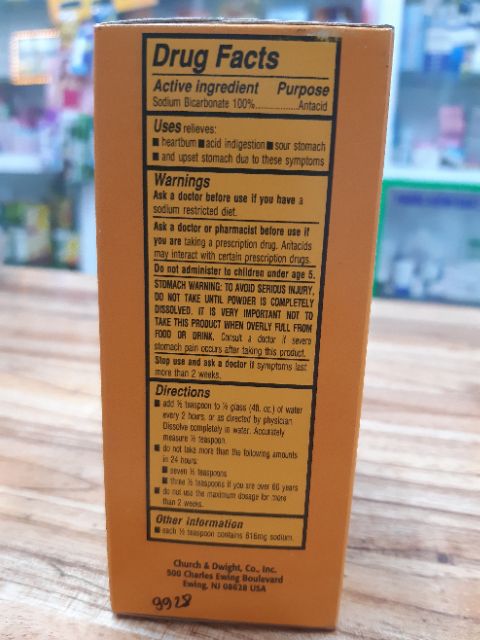 Drug Facts
Active ingredient Purpose
Sodium Bicarbonate 100%..............Antacid
Uses relieves:
■ heartburn ■ acid indigestion ■ sour stomach
■ and upset stomach due to these symptoms
Warnings
Ask a doctor before use if you have a
sodium restricted diet.
Ask a doctor or pharmacist before use if
you are taking a prescription drug. Antacids
may interact with certain prescription drugs.
Do not administer to children under age 5.
STOMACH WARNING: TO AVOID SERIOUS INJURY,
DO NOT TAKE UNTIL POWDER IS COMPLETELY
DISSOLVED. IT IS VERY IMPORTANT NOT TO
TAKE THIS PRODUCT WHEN OVERLY FULL FROM
FOOD OR DRINK. Consult a doctor if severe
stomach pain occurs after taking this product.
Stop use and ask a doctor if symptoms last
more than 2 weeks.
Directions
■ add ½ teaspoon to ½ glass (4fl. oz.) of water
every 2 hours, or as directed by physician.
Dissolve completely in water. Accurately
measure ½ teaspoon.
■ do not take more than the following amounts
in 24 hours:
■ seven ½ teaspoons
■ three ½ teaspoons if you are over 60 years
■ do not use the maximum dosage for more
than 2 weeks.
Other information
■ each ½ teaspoon contains 616mg sodium.
Church & Dwight, Co., Inc.
500 Charles Ewing Boulevard
Ewing, NJ 08628 USA
9928